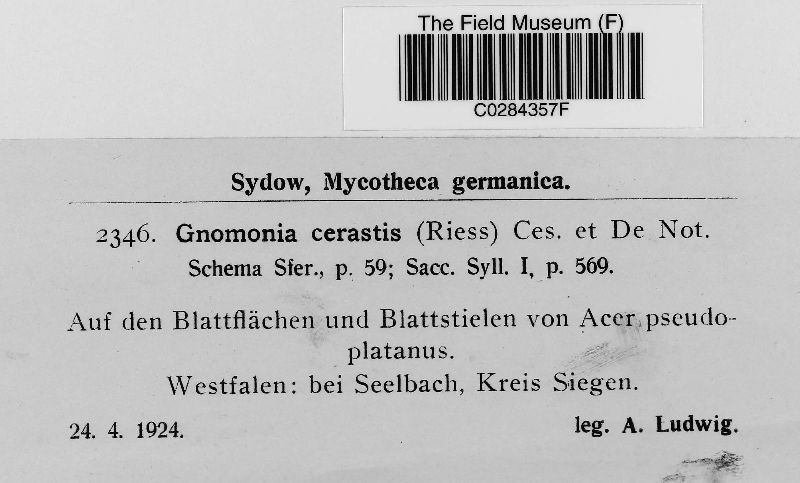 The Field Museum (F)
C0284357F
Sydow, Mycotheca germanica.
2346. Gnomonia cerastis (Riess) Ces. et De Not.
Schema Sfer., p. 59; Sacc. Syll. I, p. 569.
Auf den Blattflächen und Blattstielen von Acer pseudo-
platanus.
Westfalen: bei Seelbach, Kreis Siegen.
24. 4. 1924.
leg. A. Ludwig.